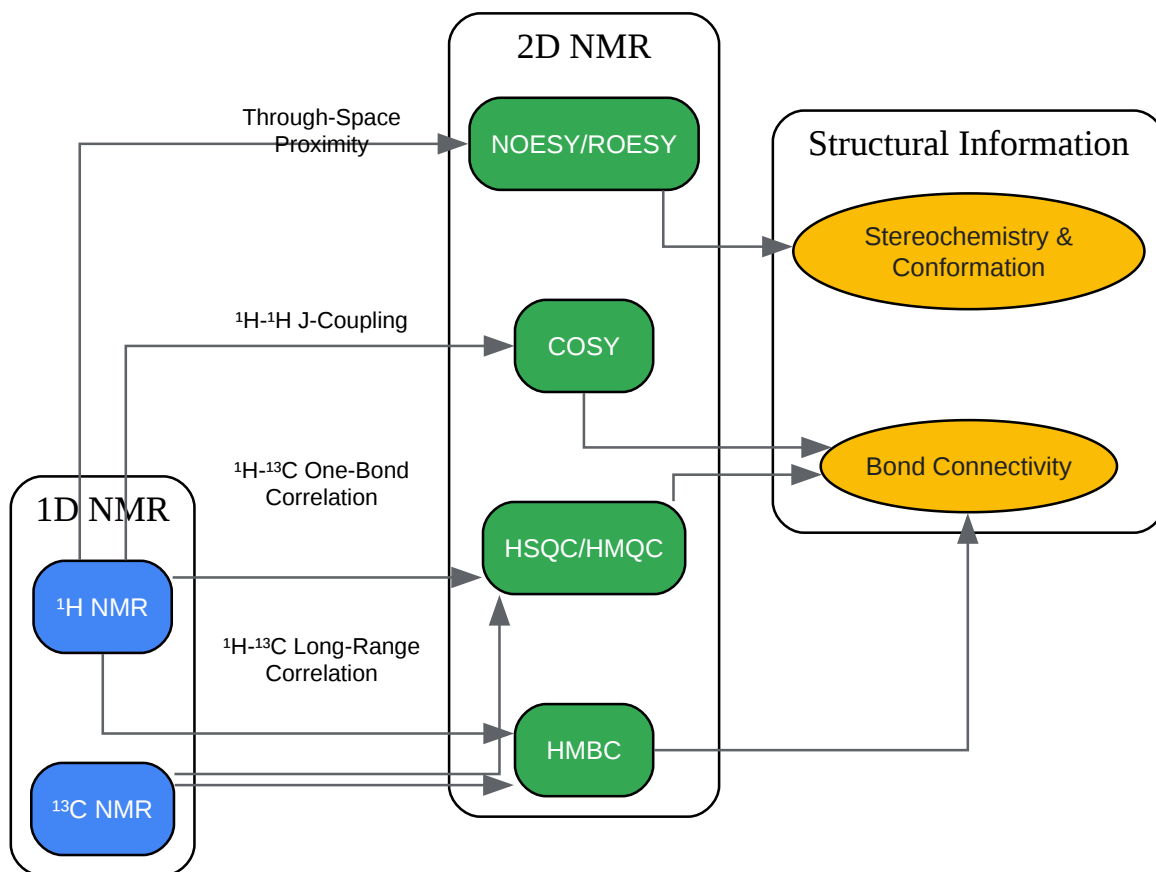 2D NMR
Through-Space
Proximity
NOESY/ROESY
Structural Information
Stereochemistry &
Conformation
¹H-¹H J-Coupling
COSY
¹H-¹³C One-Bond
Correlation
Bond Connectivity
1D NMR
HSQC/HMQC
¹H NMR
¹H-¹³C Long-Range
Correlation
HMBC
¹³C NMR